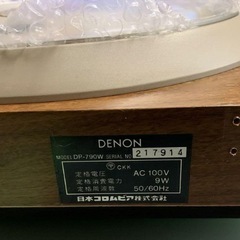 DENON
MODEL DP-790W SERIAL NO. 217914
CKK
定格電圧 AC 100V
定格消費電力 9W
定格周波数 50/60Hz
日本コロムビア株式会社